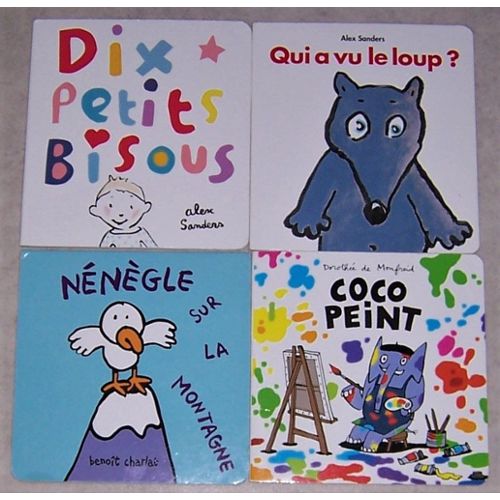 Dix
Petits
Bisous
alex
Sanders
Alex Sanders
Qui a vu le loup ?
NÉNÈGLE
SUR
LA
MONTAGNE
benoît charlat
Dorothée de Monfreid
COCO
PEINT